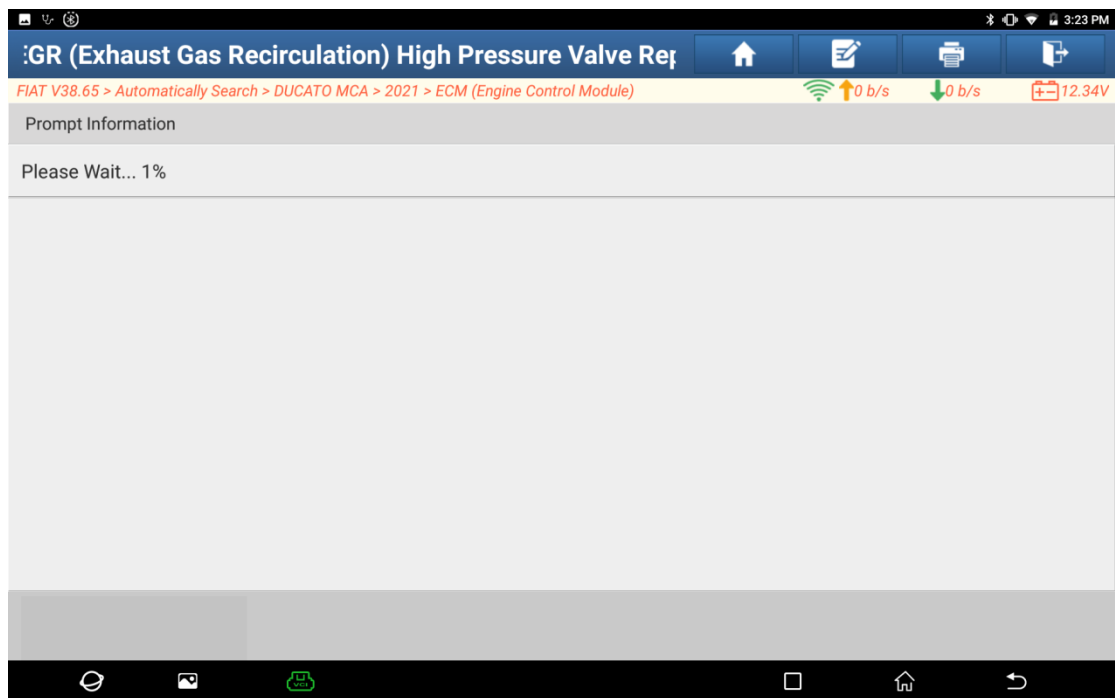 3:23 PM
GR (Exhaust Gas Recirculation) High Pressure Valve
FIAT V38.65 > Automatically Search > DUCATO MCA > 2021 > ECM (Engine Control Module) 0 b/s 0 b/s 12.34V
Prompt Information
Please Wait... 1%
VCI